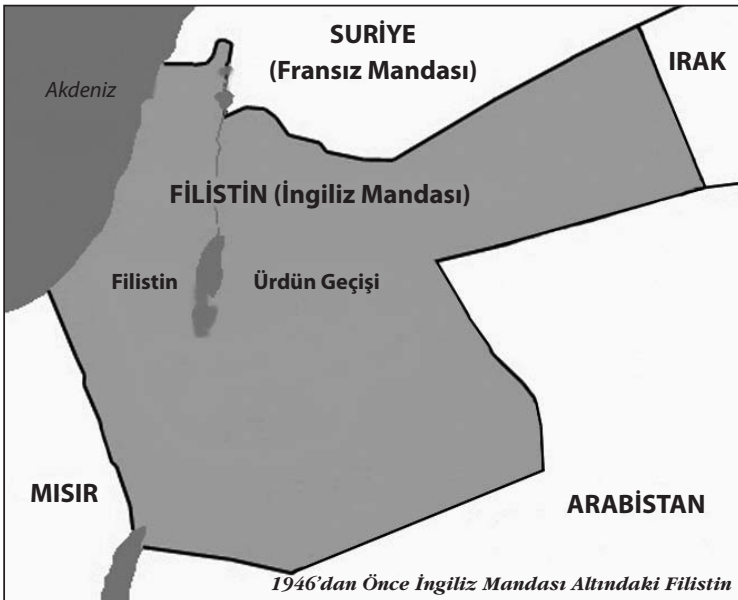 SURİYE
(Fransız Mandası)
IRAK
Akdeniz
FİLİSTİN (İngiliz Mandası)
Filistin
Ürdün Geçişi
MISIR
ARABİSTAN
1946'dan Önce İngiliz Mandası Altındaki Filistin